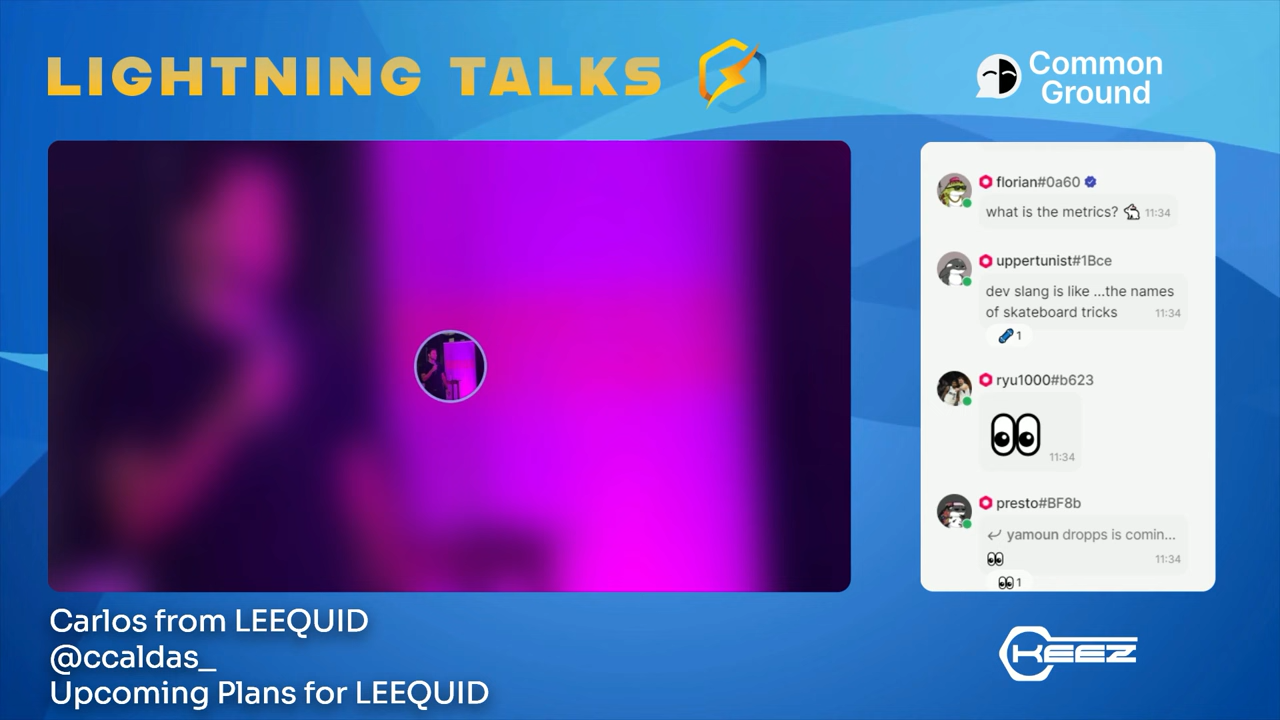 LIGHTNING TALKS
Common
Ground
florian#0a60
what is the metrics? 11:34
uppertunist#1Bce
dev slang is like ...the names
of skateboard tricks 11:34
1
ryu1000#b623
11:34
presto#BF8b
yamoun dropps is comin...
11:34
1
Carlos from LEEQUID
@ccaldas_
Upcoming Plans for LEEQUID
KEEZ